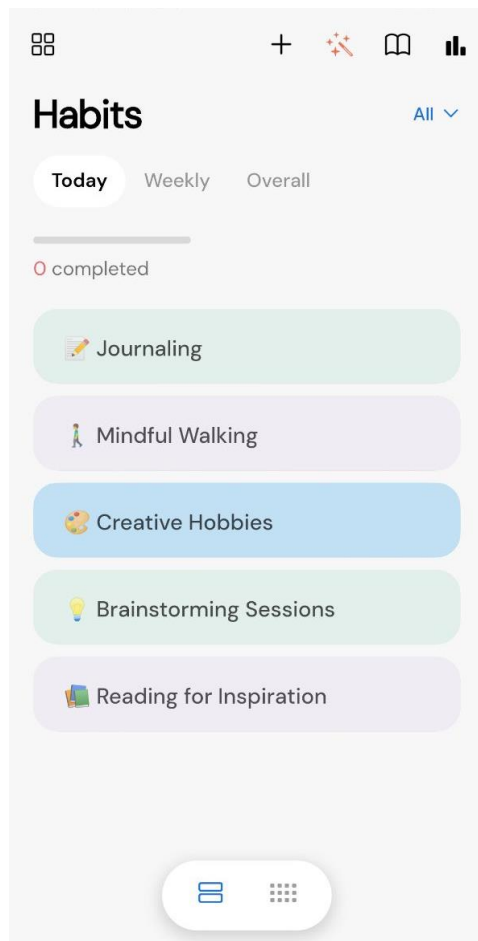 Habits
All
Today Weekly Overall
0 completed
Journaling
Mindful Walking
Creative Hobbies
Brainstorming Sessions
Reading for Inspiration